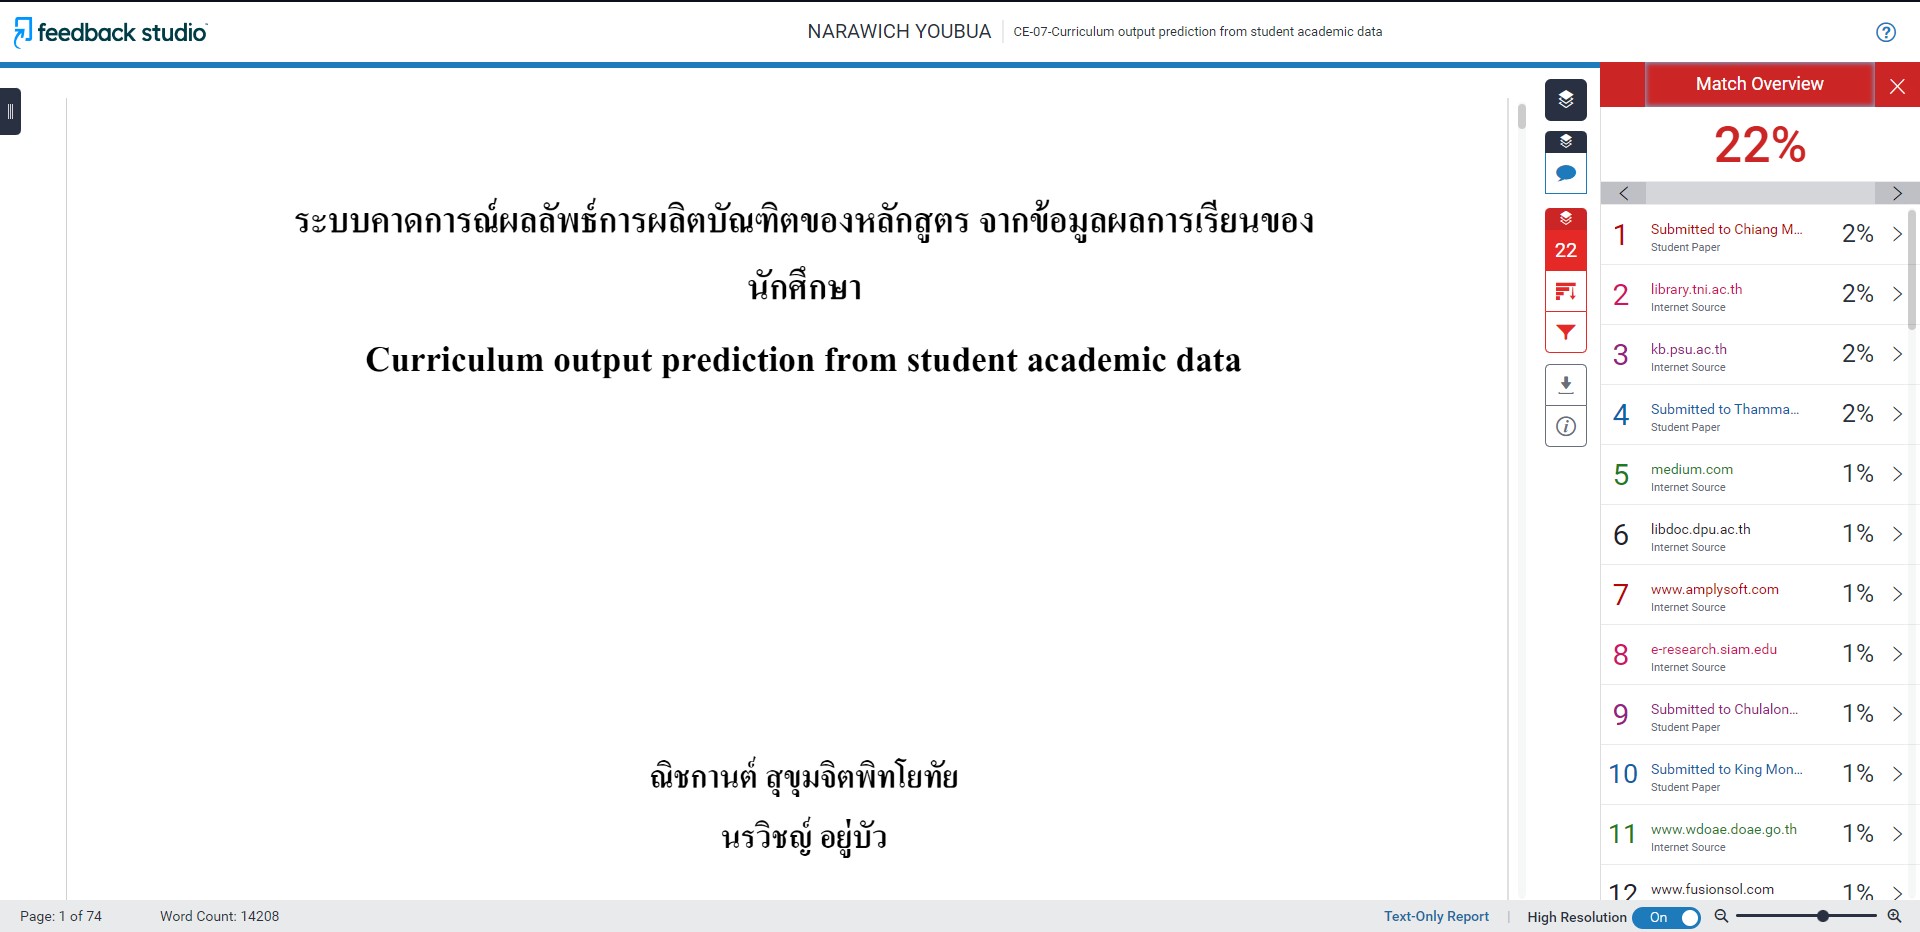 feedback studio
NARAWICH YOUBUA
CE-07-Curriculum output prediction from student academic data
?
Match Overview
22%
ระบบคาดการณ์ผลลัพธ์การผลิตบัณฑิตของหลักสูตร จากข้อมูลผลการเรียนของ
นักศึกษา
Curriculum output prediction from student academic data
ณิชกานต์ สุขุมจิตพิทโยทัย
นรวิชญ์ อยู่บัว
22
1 Submitted to Chiang M... 2%
Student Paper
2 library.tni.ac.th 2%
Internet Source
3 kb.psu.ac.th 2%
Internet Source
4 Submitted to Thamma... 2%
Student Paper
5 medium.com 1%
Internet Source
6 libdoc.dpu.ac.th 1%
Internet Source
7 www.amplysoft.com 1%
Internet Source
8 e-research.siam.edu 1%
Internet Source
9 Submitted to Chulalon... 1%
Student Paper
10 Submitted to King Mon... 1%
Student Paper
11 www.wdoae.doae.go.th 1%
Internet Source
12 www.fusionsol.com 1%
Page: 1 of 74
Word Count: 14208
Text-Only Report
High Resolution On